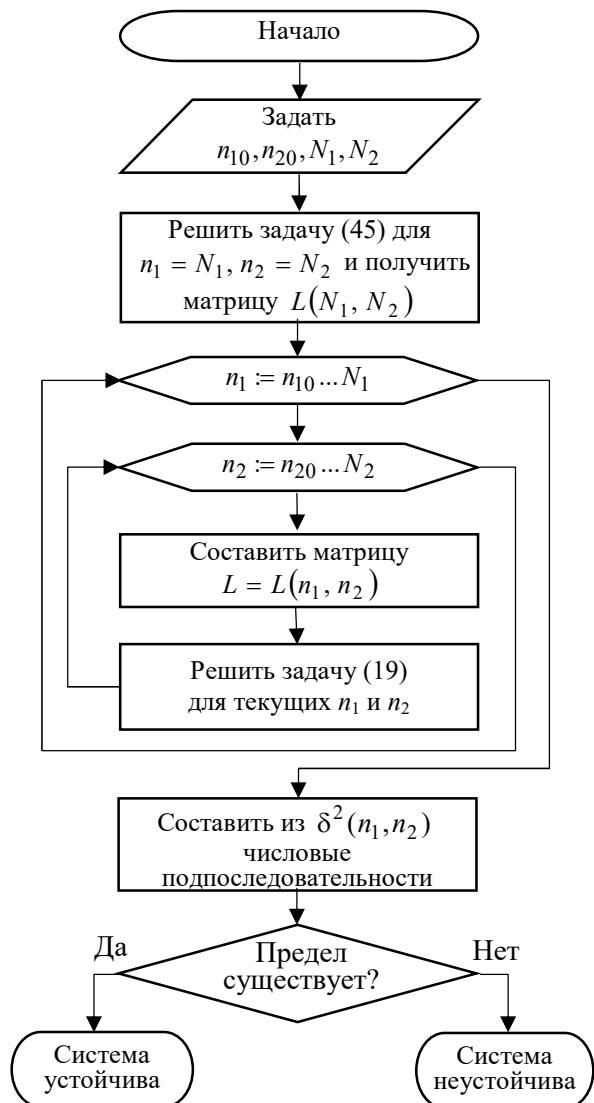 Начало
Задать
n₁₀, n₂₀, N₁, N₂
Решить задачу (45) для
n₁ = N₁, n₂ = N₂ и получить
матрицу L(N₁, N₂)
n₁ := n₁₀ ... N₁
n₂ := n₂₀ ... N₂
Составить матрицу
L = L(n₁, n₂)
Решить задачу (19)
для текущих n₁ и n₂
Составить из δ²(n₁, n₂)
числовые
подпоследовательности
Да
Предел
существует?
Нет
Система
устойчива
Система
неустойчива